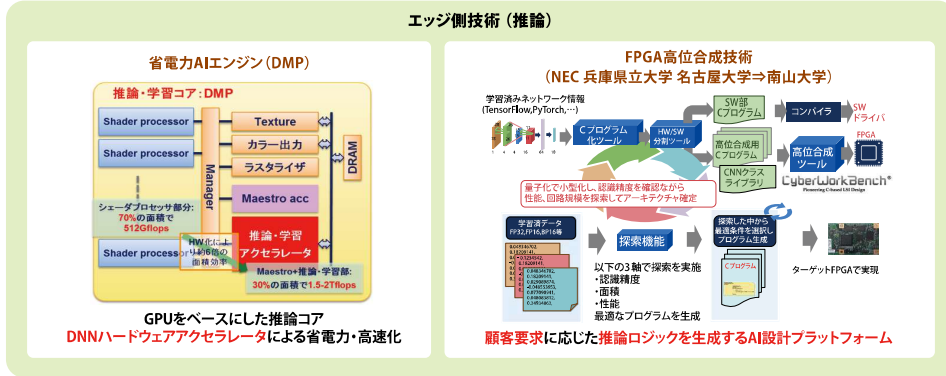 エッジ側技術（推論）
省電力AIエンジン（DMP）
推論・学習コア：DMP
Shader processor
Shader processor
Shader processor
Manager
Texture
カラー出力
ラスタライザ
Maestro acc
推論・学習
アクセラレータ
DRAM
シェーダプロセッサ部分：
70%の面積で
512Gflops
HW化によ
り約6倍の
面積効率
Maestro+推論・学習部：
30%の面積で1.5-2Tflops
GPUをベースにした推論コア
DNNハードウェアアクセラレータによる省電力・高速化
FPGA高位合成技術
（NEC 兵庫県立大学 名古屋大学⇒南山大学）
学習済みネットワーク情報
(TensorFlow,PyTorch,…)
Cプログラム
化ツール
HW/SW
分割ツール
SW部
Cプログラム
コンパイラ
SW
ドライバ
高位合成用
Cプログラム
CNNクラス
ライブラリ
高位合成
ツール
FPGA
CyberWorkBench®
Pioneering C-based LSI Design
量子化で小型化し、認識精度を確認ながら
性能、回路規模を探索してアーキテクチャ確定
学習済データ
FP32,FP16,BF16等
探索機能
以下の3軸で探索を実施
・認識精度
・面積
・性能
最適なプログラムを生成
探索した中から
最適条件を選択し
プログラム生成
Cプログラム
ターゲットFPGAで実現
顧客要求に応じた推論ロジックを生成するAI設計プラットフォーム